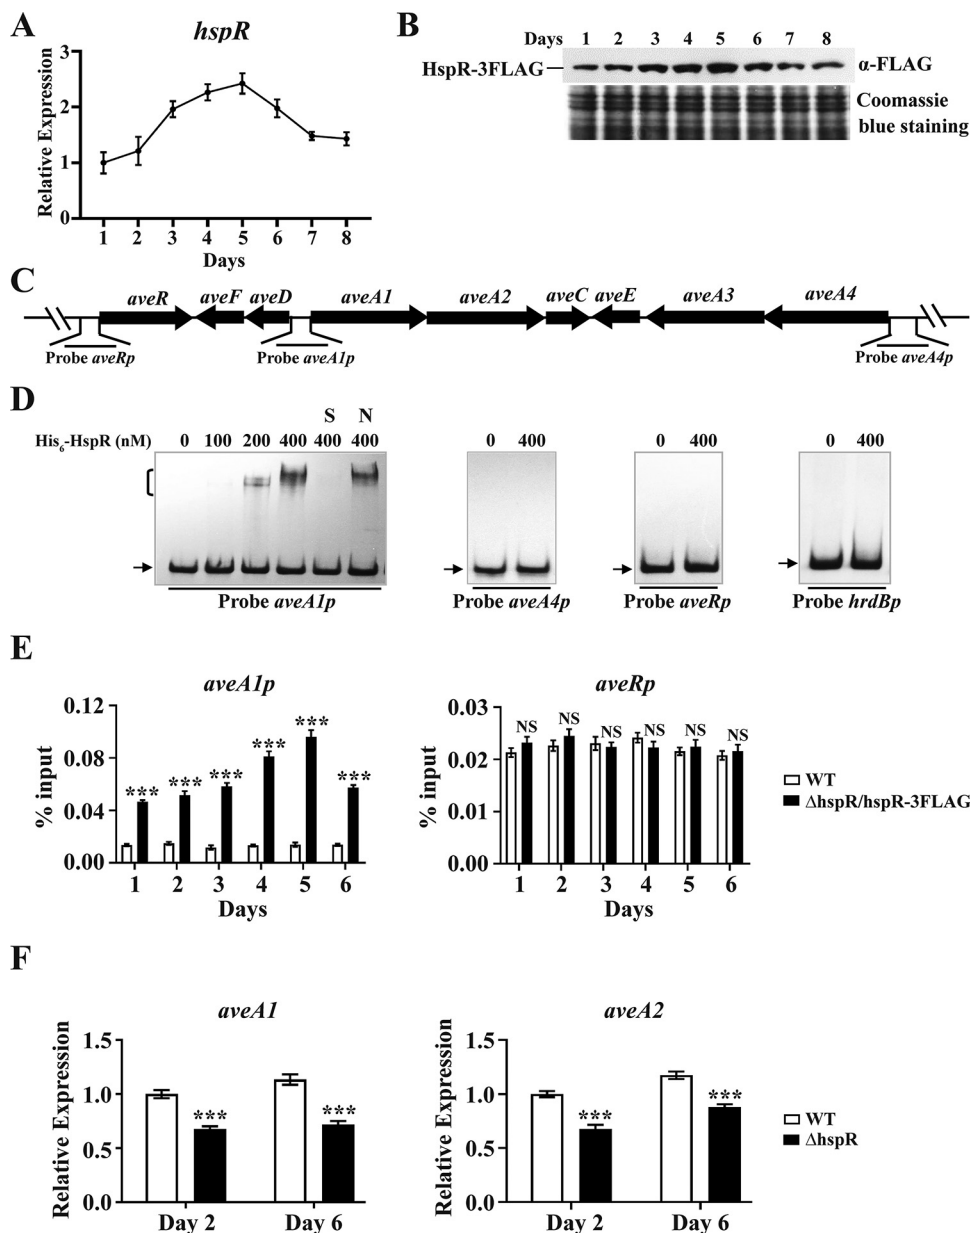 A
hspR
Relative Expression
3
2
1
0
1 2 3 4 5 6 7 8
Days
B
Days 1 2 3 4 5 6 7 8
HspR-3FLAG
α-FLAG
Coomassie
blue staining
C
aveR aveF aveD aveA1 aveA2 aveC aveE aveA3 aveA4
Probe aveRp
Probe aveA1p
Probe aveA4p
D
S N
His6-HspR (nM) 0 100 200 400 400 400
0 400
0 400
0 400
Probe aveA1p
Probe aveA4p
Probe aveRp
Probe hrdBp
E
aveA1p
% input
0.12
0.08
0.04
0.00
*** *** *** *** *** ***
1 2 3 4 5 6
Days
aveRp
% input
0.03
0.02
0.01
0.00
NS NS NS NS NS NS
1 2 3 4 5 6
Days
WT
ΔhspR/hspR-3FLAG
F
aveA1
Relative Expression
1.5
1.0
0.5
0.0
*** ***
Day 2 Day 6
aveA2
Relative Expression
1.5
1.0
0.5
0.0
*** ***
Day 2 Day 6
WT
ΔhspR